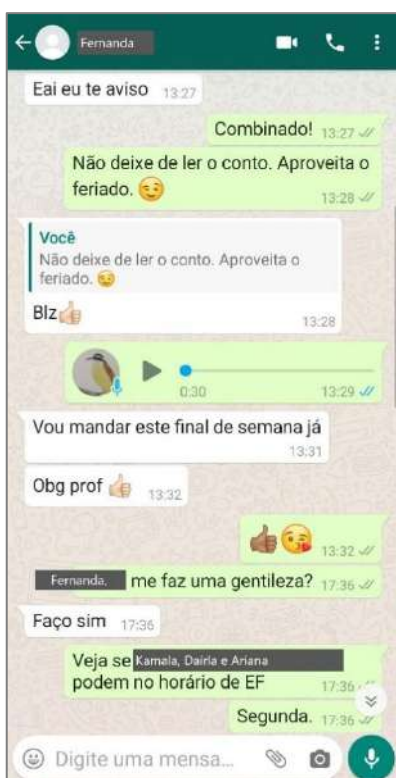 Fernanda
Eai eu te aviso 13:27
Combinado! 13:27
Não deixe de ler o conto. Aproveita o
feriado. 😉
13:28
Você
Não deixe de ler o conto. Aproveita o
feriado. 😉
Blz👍🏻
13:28
0:30 13:29
Vou mandar este final de semana já
13:31
Obg prof 👍🏻 13:32
👍🏾😘 13:32
Fernanda, me faz uma gentileza? 17:36
Faço sim 17:36
Veja se Kamala, Dairla e Ariana
podem no horário de EF 17:36
Segunda. 17:36
Digite uma mensa...